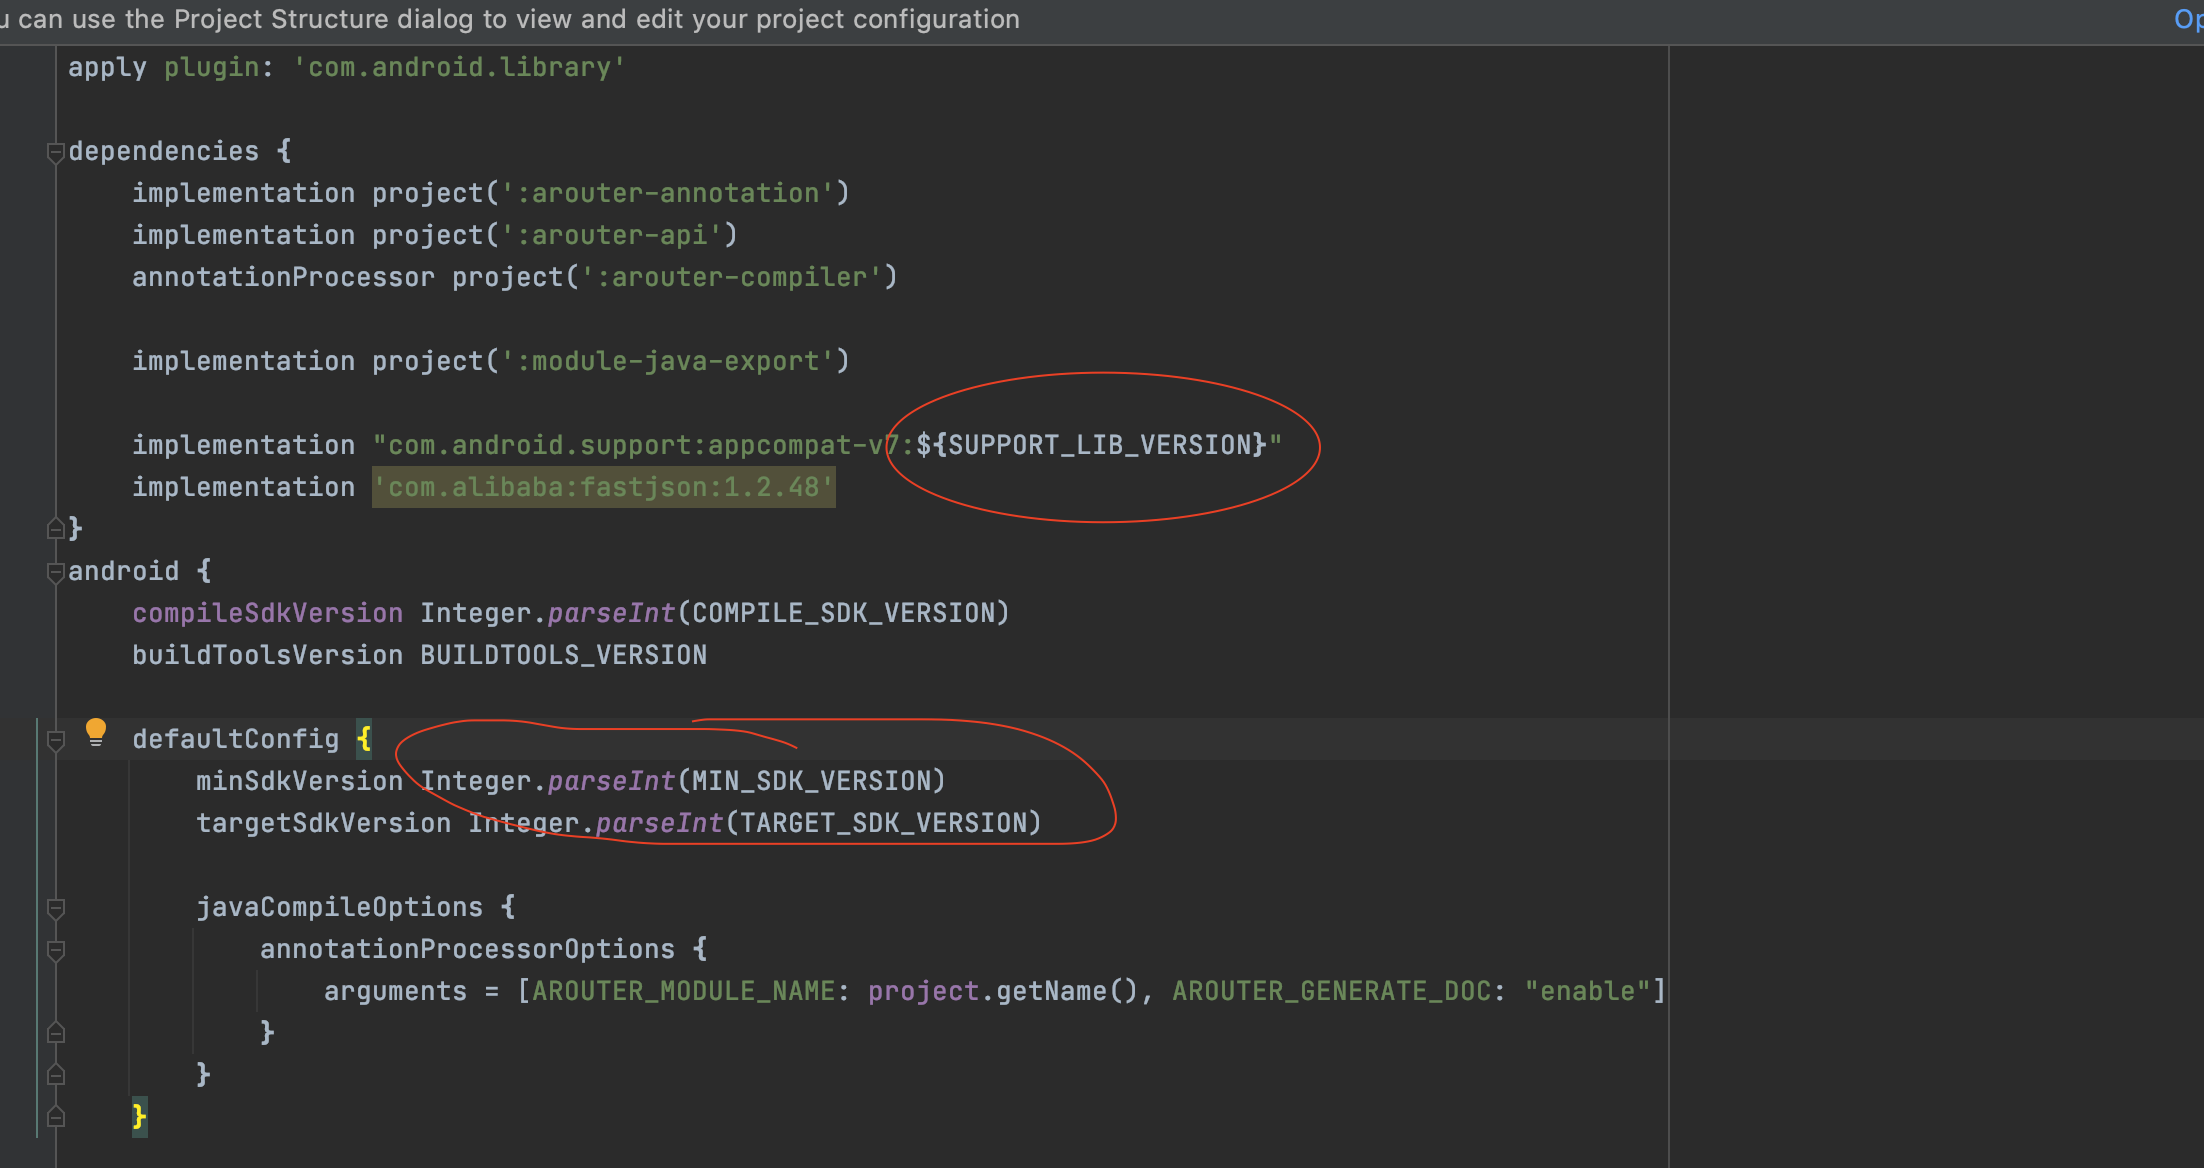 can use the Project Structure dialog to view and edit your project configuration
apply plugin: 'com.android.library'
dependencies {
implementation project(':arouter-annotation')
implementation project(':arouter-api')
annotationProcessor project(':arouter-compiler')
implementation project(':module-java-export')
implementation "com.android.support:appcompat-v7:${SUPPORT_LIB_VERSION}"
implementation 'com.alibaba:fastjson:1.2.48'
}
android {
compileSdkVersion Integer.parseInt(COMPILE_SDK_VERSION)
buildToolsVersion BUILDTOOLS_VERSION
defaultConfig {
minSdkVersion Integer.parseInt(MIN_SDK_VERSION)
targetSdkVersion Integer.parseInt(TARGET_SDK_VERSION)
javaCompileOptions {
annotationProcessorOptions {
arguments = [AROUTER_MODULE_NAME: project.getName(), AROUTER_GENERATE_DOC: "enable"]
}
}
}